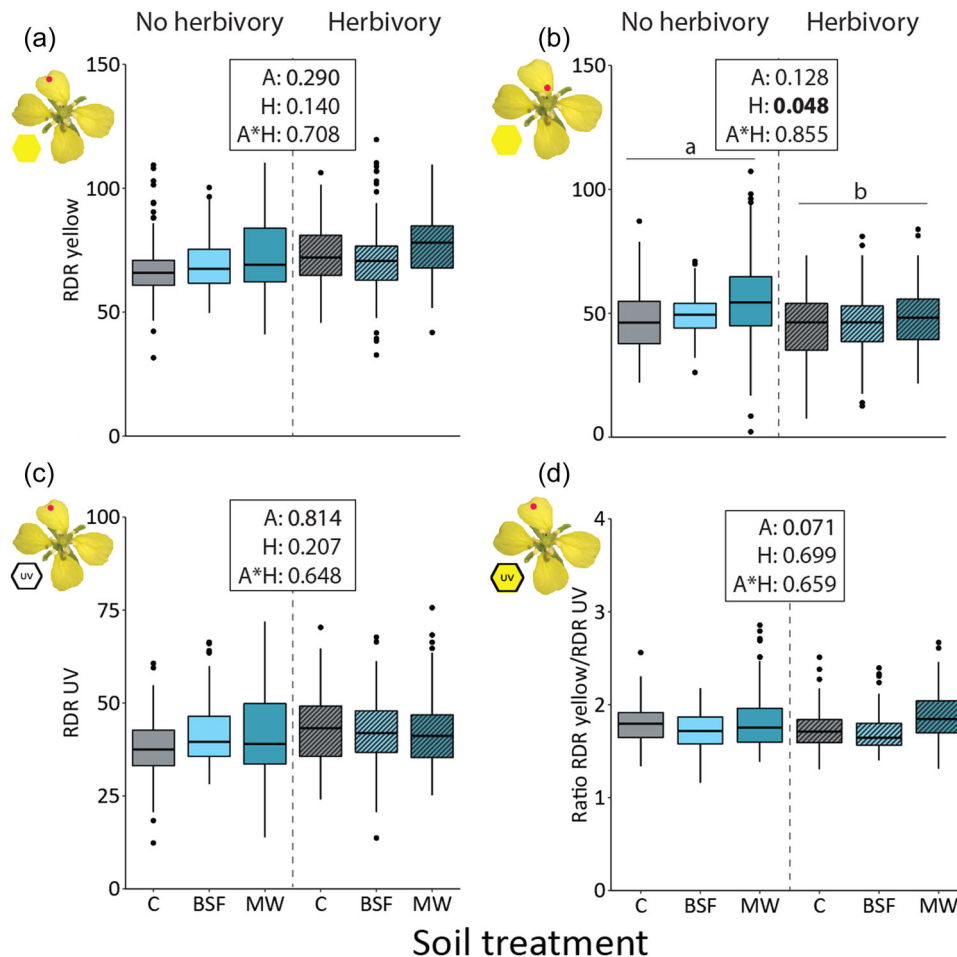 No herbivory Herbivory No herbivory Herbivory
(a)
150
100
50
0
RDR yellow
A: 0.290
H: 0.140
A*H: 0.708
(b)
150
100
50
0
A: 0.128
H: 0.048
A*H: 0.855
a
b
(c)
UV
100
75
50
25
0
RDR UV
A: 0.814
H: 0.207
A*H: 0.648
C BSF MW C BSF MW
(d)
UV
4
3
2
1
0
Ratio RDR yellow/RDR UV
A: 0.071
H: 0.699
A*H: 0.659
C BSF MW C BSF MW
Soil treatment